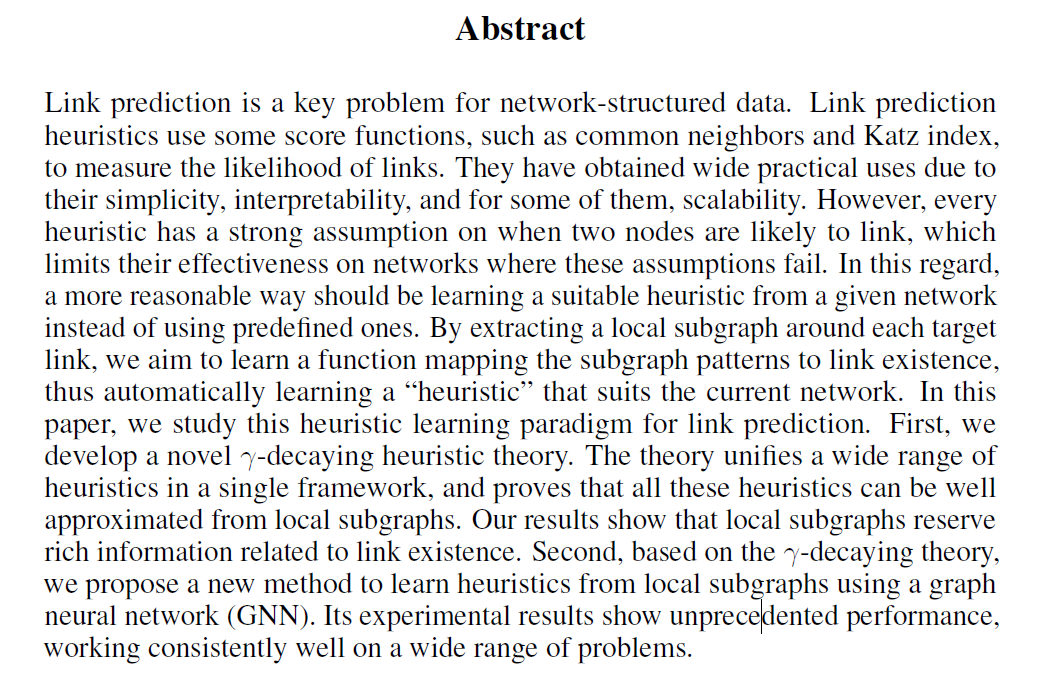 Abstract
Link prediction is a key problem for network-structured data. Link prediction
heuristics use some score functions, such as common neighbors and Katz index,
to measure the likelihood of links. They have obtained wide practical uses due to
their simplicity, interpretability, and for some of them, scalability. However, every
heuristic has a strong assumption on when two nodes are likely to link, which
limits their effectiveness on networks where these assumptions fail. In this regard,
a more reasonable way should be learning a suitable heuristic from a given network
instead of using predefined ones. By extracting a local subgraph around each target
link, we aim to learn a function mapping the subgraph patterns to link existence,
thus automatically learning a “heuristic” that suits the current network. In this
paper, we study this heuristic learning paradigm for link prediction. First, we
develop a novel γ-decaying heuristic theory. The theory unifies a wide range of
heuristics in a single framework, and proves that all these heuristics can be well
approximated from local subgraphs. Our results show that local subgraphs reserve
rich information related to link existence. Second, based on the γ-decaying theory,
we propose a new method to learn heuristics from local subgraphs using a graph
neural network (GNN). Its experimental results show unprecedented performance,
working consistently well on a wide range of problems.